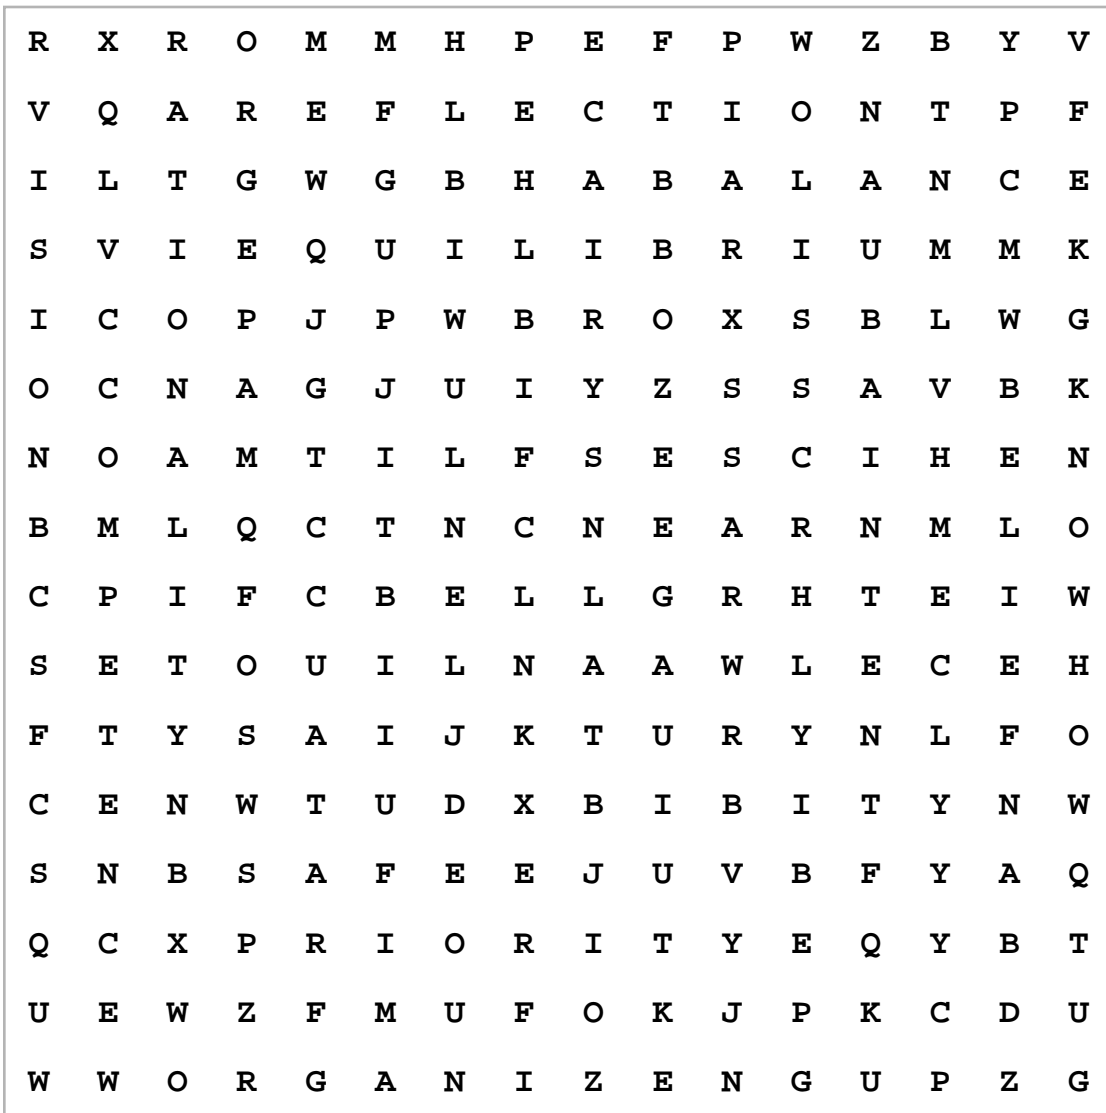 R X R O M M H P E F P W Z B Y V
V Q A R E F L E C T I O N T P F
I L T G W G B H A B A L A N C E
S V I E Q U I L I B R I U M M K
I C O P J P W B R O X S B L W G
O C N A G J U I Y Z S S A V B K
N O A M T I L F S E S C I H E N
B M L Q C T N C N E A R N M L O
C P I F C B E L L G R H T E I W
S E T O U I L N A A W L E C E H
F T Y S A I J K T U R Y N L F O
C E N W T U D X B I B I T Y N W
S N B S A F E E J U V B F Y A Q
Q C X P R I O R I T Y E Q Y B T
U E W Z F M U F O K J P K C D U
W W O R G A N I Z E N G U P Z G